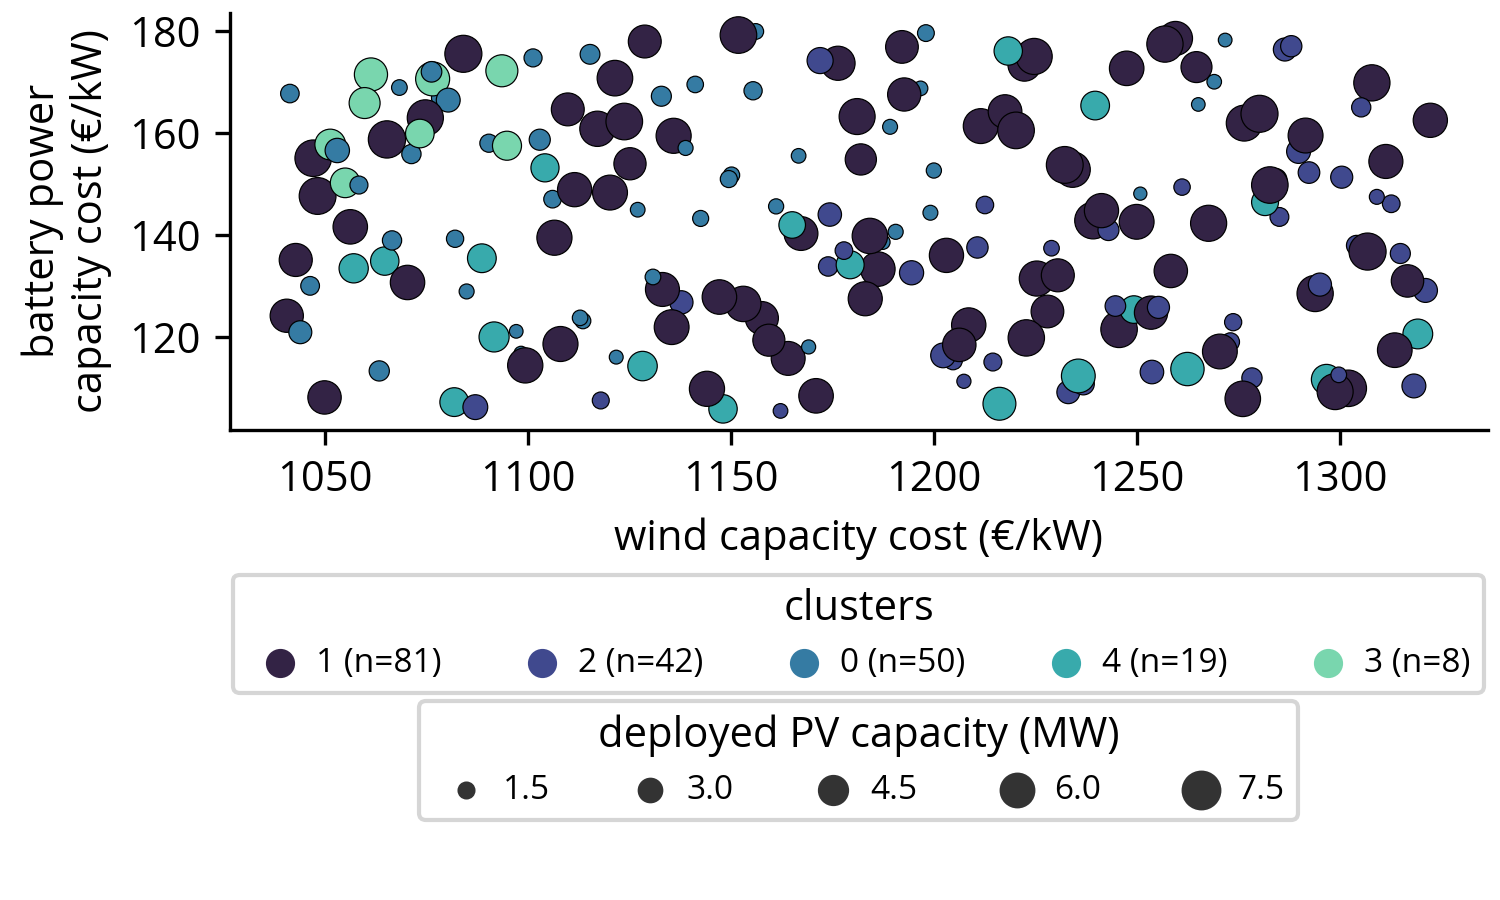 battery power
capacity cost (€/kW)
180
160
140
120
1050 1100 1150 1200 1250 1300
wind capacity cost (€/kW)
clusters
1 (n=81) 2 (n=42) 0 (n=50) 4 (n=19) 3 (n=8)
deployed PV capacity (MW)
1.5 3.0 4.5 6.0 7.5